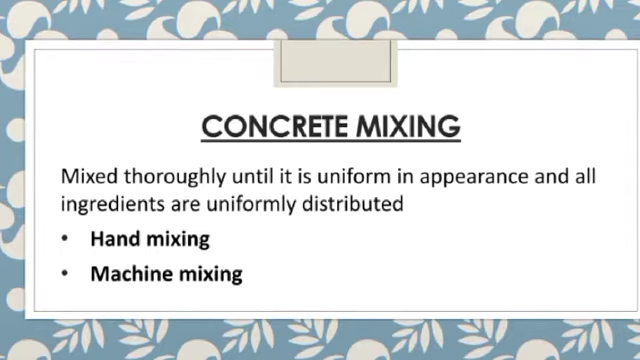 CONCRETE MIXING
Mixed thoroughly until it is uniform in appearance and all
ingredients are uniformly distributed
• Hand mixing
• Machine mixing